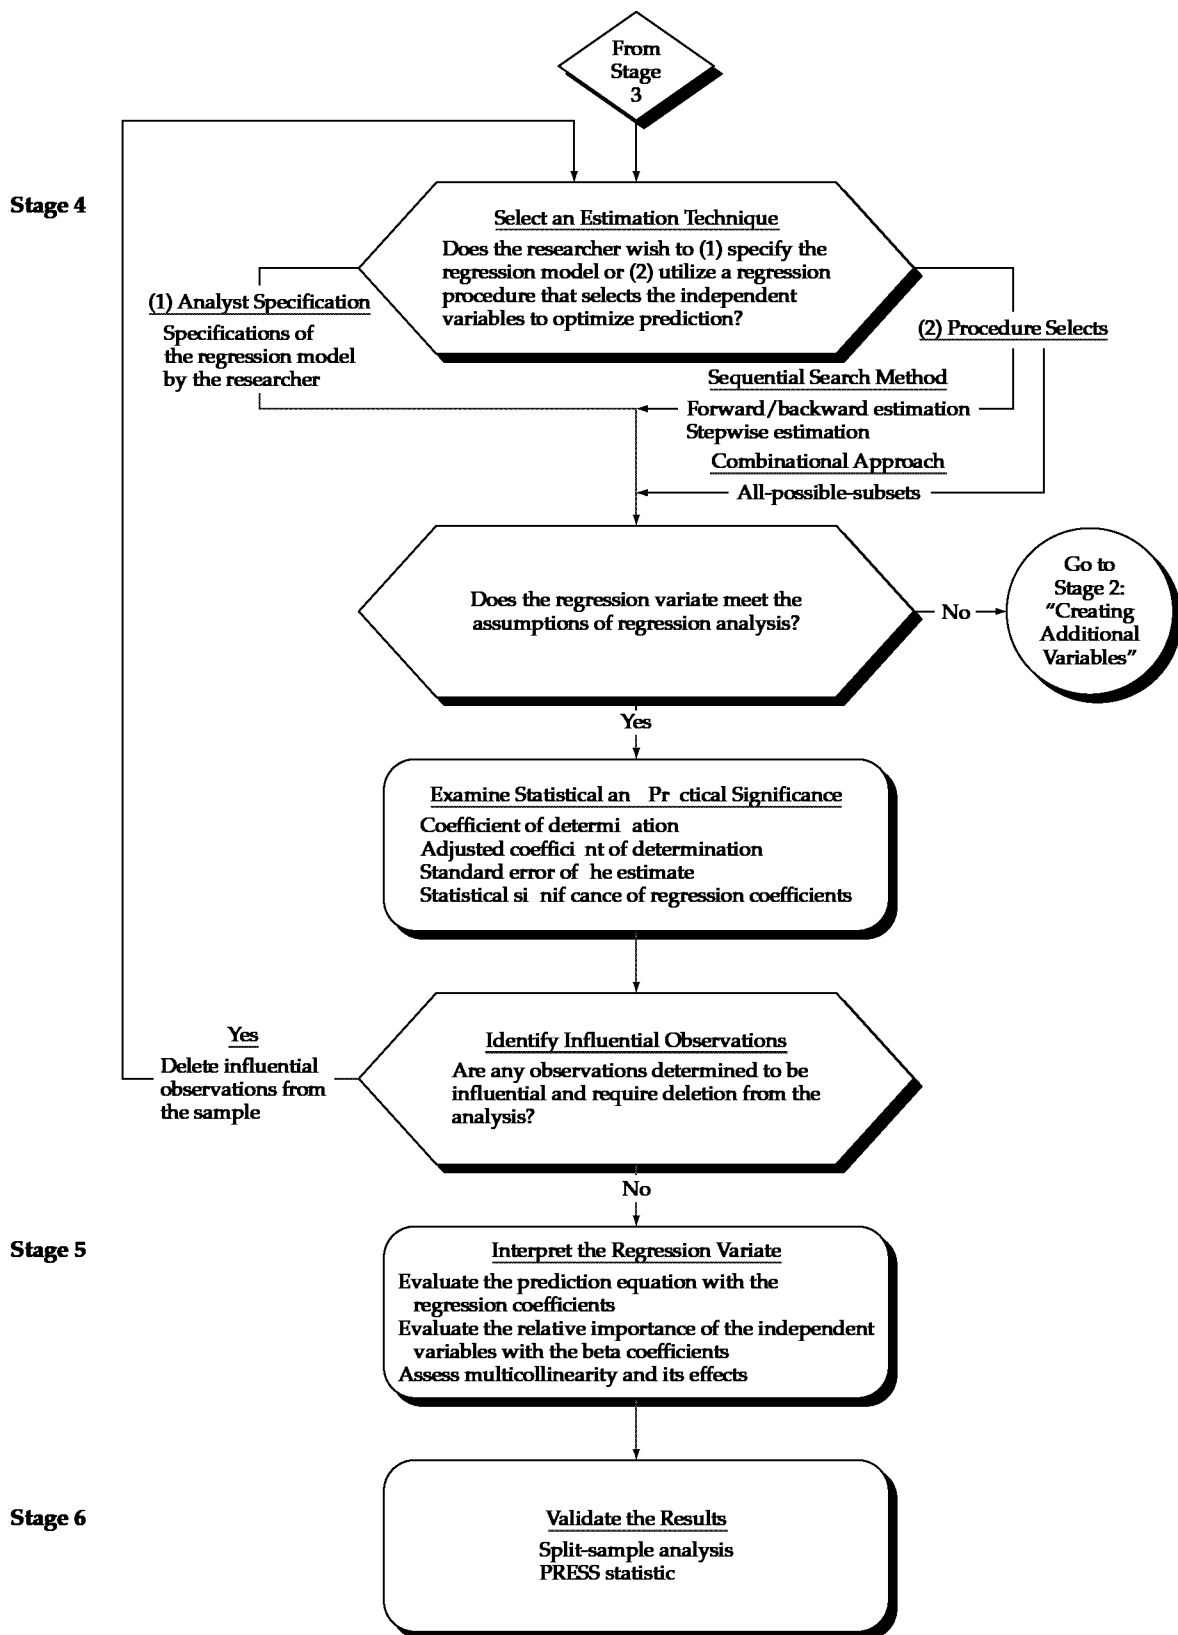 From
Stage
3
Stage 4
Select an Estimation Technique
Does the researcher wish to (1) specify the
regression model or (2) utilize a regression
procedure that selects the independent
variables to optimize prediction?
(1) Analyst Specification
Specifications of
the regression model
by the researcher
(2) Procedure Selects
Sequential Search Method
Forward/backward estimation
Stepwise estimation
Combinational Approach
All-possible-subsets
Does the regression variate meet the
assumptions of regression analysis?
No
Go to
Stage 2:
"Creating
Additional
Variables"
Yes
Examine Statistical an Pr ctical Significance
Coefficient of determi ation
Adjusted coeffici nt of determination
Standard error of he estimate
Statistical si nif cance of regression coefficients
Identify Influential Observations
Are any observations determined to be
influential and require deletion from the
analysis?
Yes
Delete influential
observations from
the sample
No
Stage 5
Interpret the Regression Variate
Evaluate the prediction equation with the
regression coefficients
Evaluate the relative importance of the independent
variables with the beta coefficients
Assess multicollinearity and its effects
Stage 6
Validate the Results
Split-sample analysis
PRESS statistic